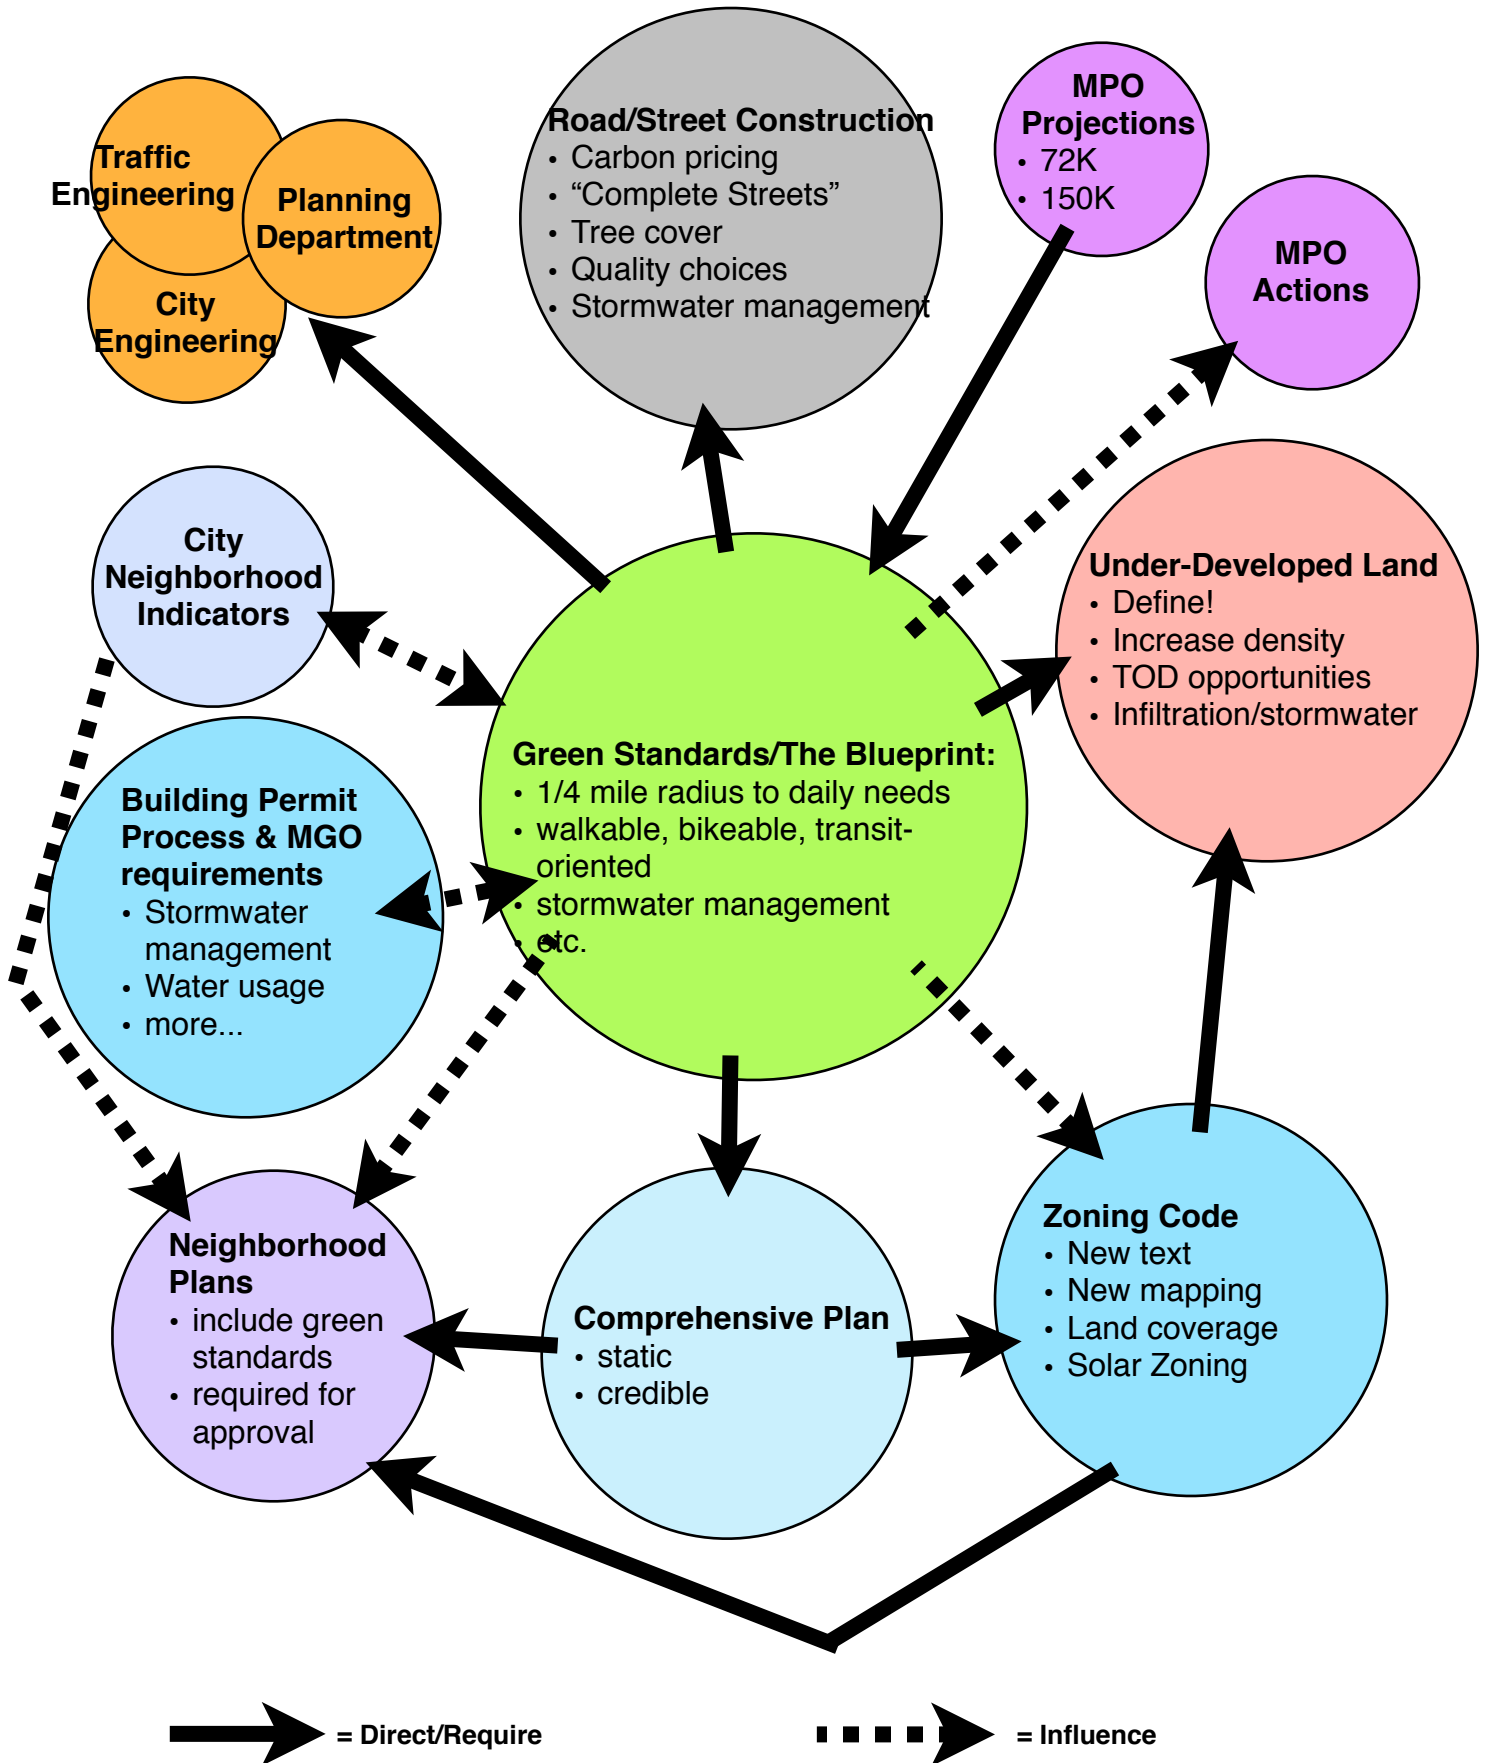 Traffic
Engineering
Planning
Department
City
Engineering
Road/Street Construction
• Carbon pricing
• “Complete Streets”
• Tree cover
• Quality choices
• Stormwater management
MPO
Projections
• 72K
• 150K
MPO
Actions
City
Neighborhood
Indicators
Under-Developed Land
• Define!
• Increase density
• TOD opportunities
• Infiltration/stormwater
Green Standards/The Blueprint:
• 1/4 mile radius to daily needs
• walkable, bikeable, transit-
oriented
• stormwater management
• etc.
Building Permit
Process & MGO
requirements
• Stormwater
management
• Water usage
• more...
Neighborhood
Plans
• include green
standards
• required for
approval
Comprehensive Plan
• static
• credible
Zoning Code
• New text
• New mapping
• Land coverage
• Solar Zoning
= Direct/Require
= Influence